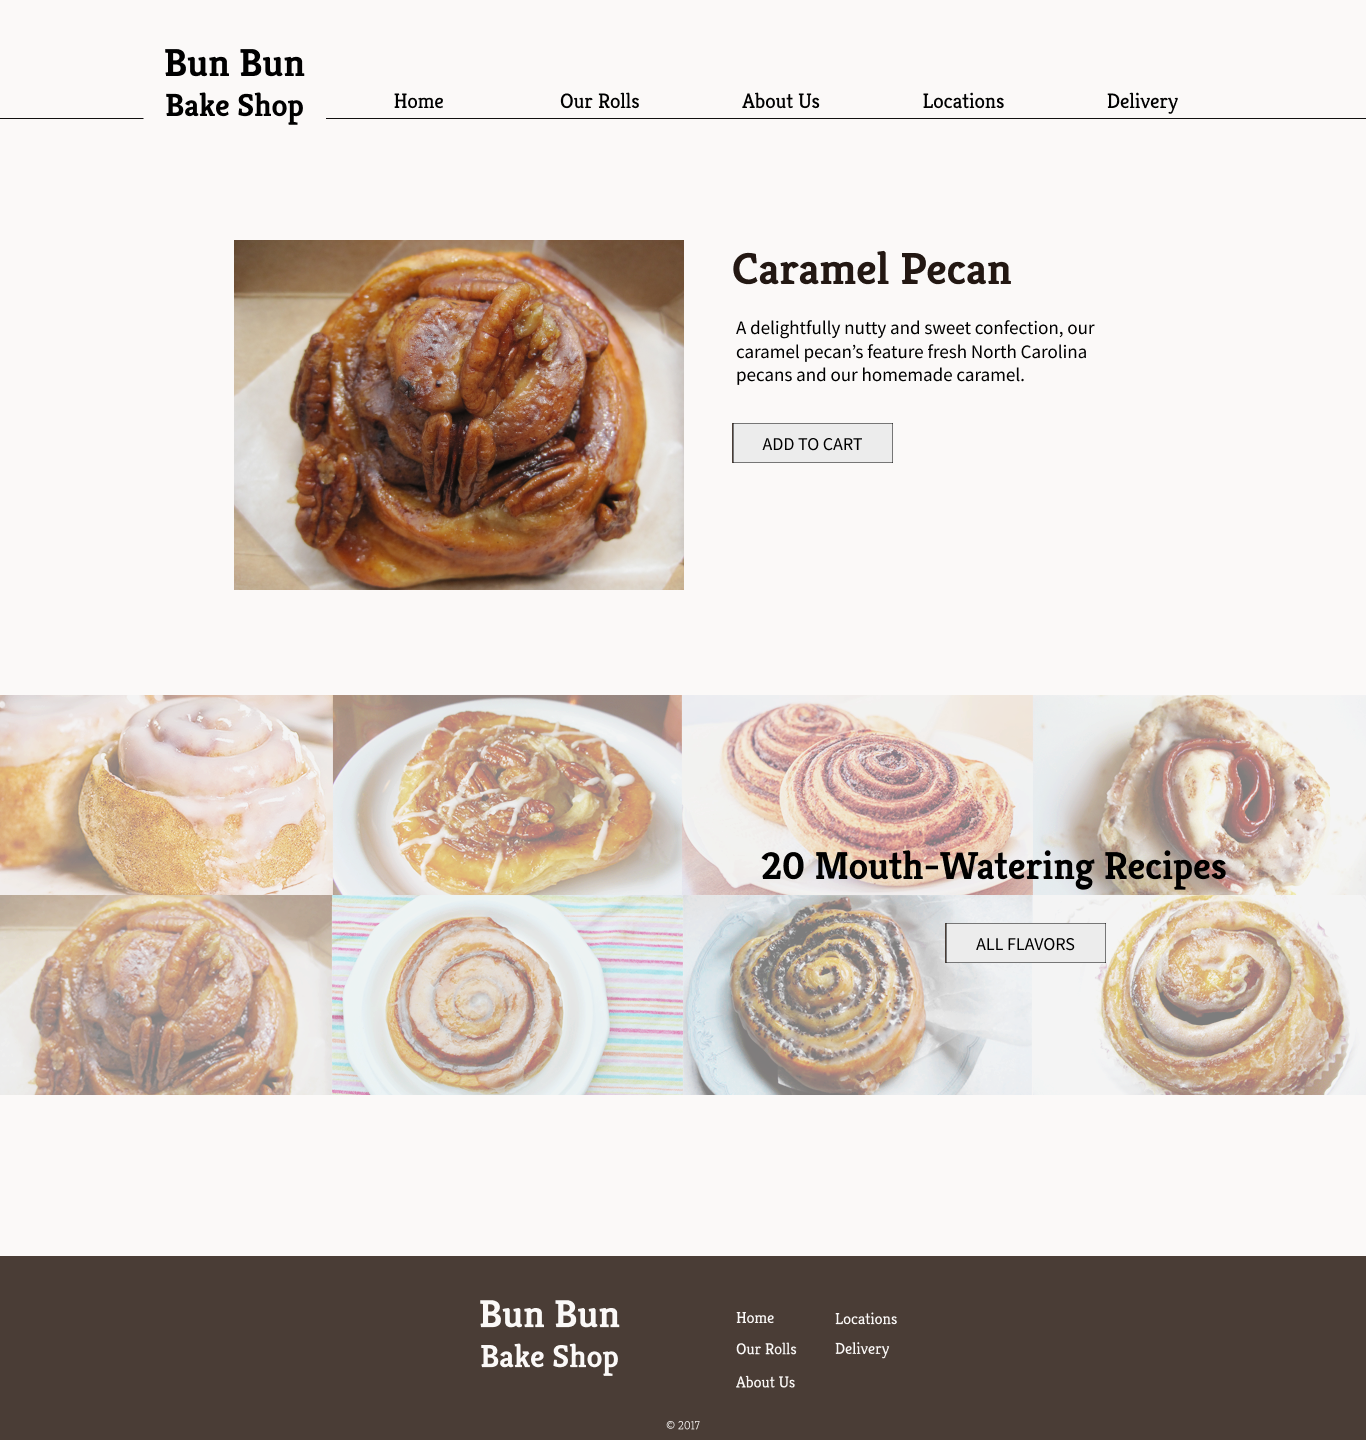 Bun Bun
Bake Shop
Home
Our Rolls
About Us
Locations
Delivery
Caramel Pecan
A delightfully nutty and sweet confection, our
caramel pecan’s feature fresh North Carolina
pecans and our homemade caramel.
ADD TO CART
20 Mouth-Watering Recipes
ALL FLAVORS
Bun Bun
Bake Shop
Home
Our Rolls
About Us
Locations
Delivery
© 2017